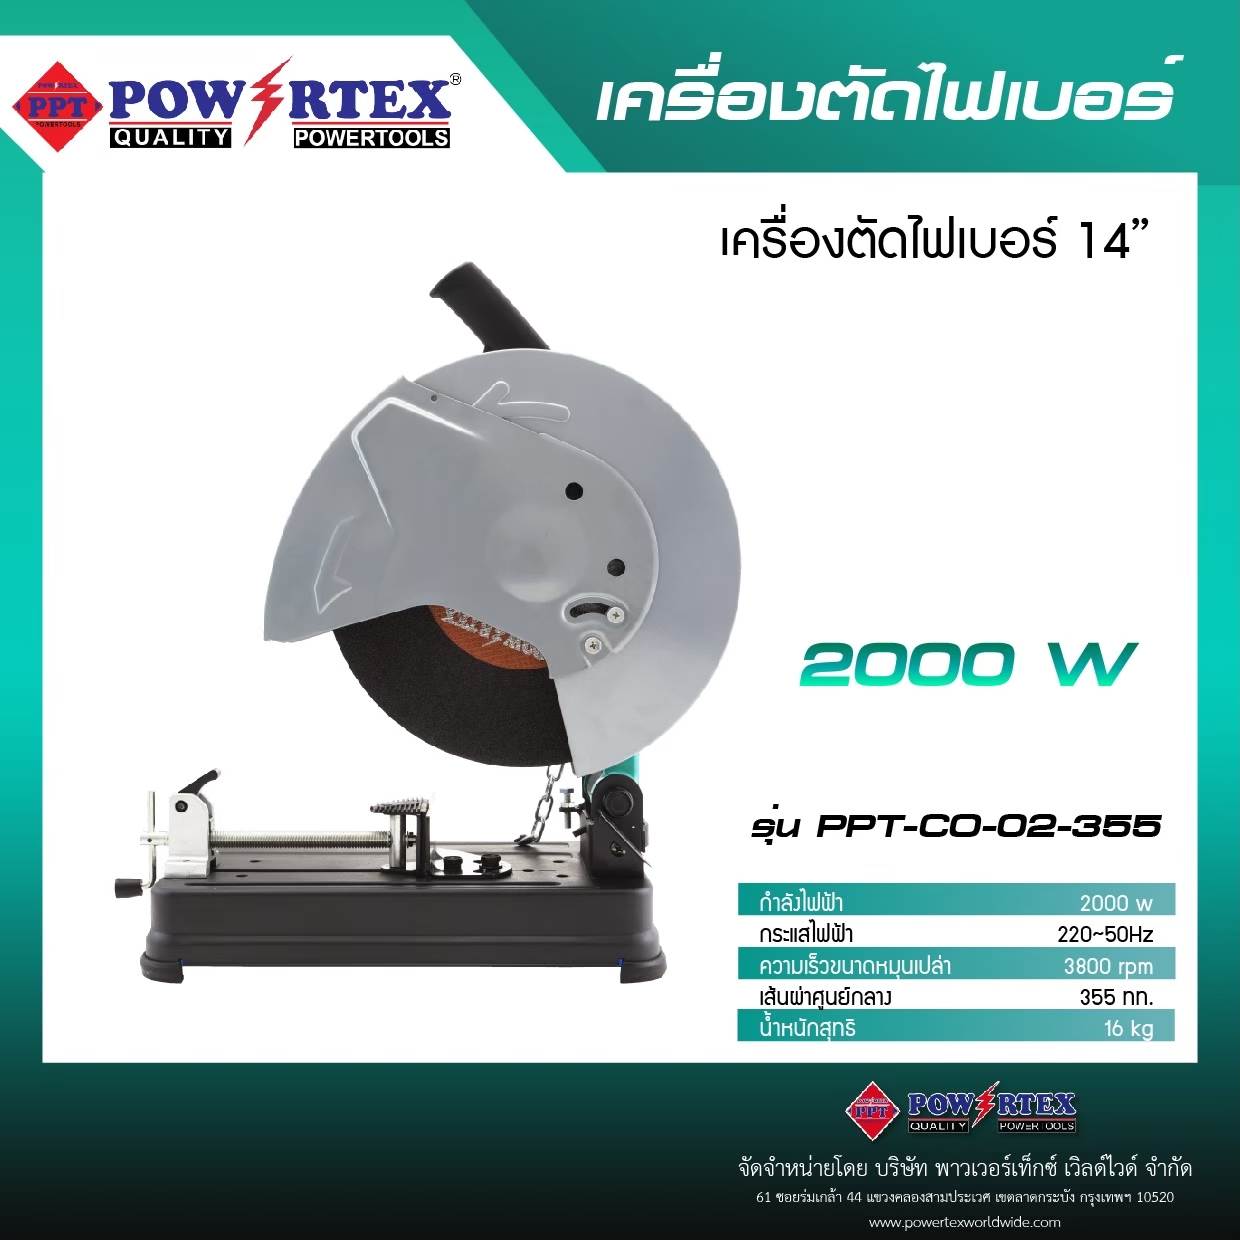 PPT
POWERTEX
POWERTOOLS
POWERTEX®
QUALITY POWERTOOLS
เครื่องตัดไฟเบอร์
เครื่องตัดไฟเบอร์ 14”
2000 W
รุ่น PPT-CO-02-355
กำลังไฟฟ้า 2000 w
กระแสไฟฟ้า 220~50Hz
ความเร็วขนาดหมุนเปล่า 3800 rpm
เส้นผ่าศูนย์กลาง 355 มม.
น้ำหนักสุทธิ 16 kg
PPT
POWERTEX
QUALITY POWERTOOLS
จัดจำหน่ายโดย บริษัท พาวเวอร์เท็กซ์ เวิลด์ไวด์ จำกัด
61 ซอยร่มเกล้า 44 แขวงคลองสามประเวศ เขตลาดกระบัง กรุงเทพฯ 10520
www.powertexworldwide.com